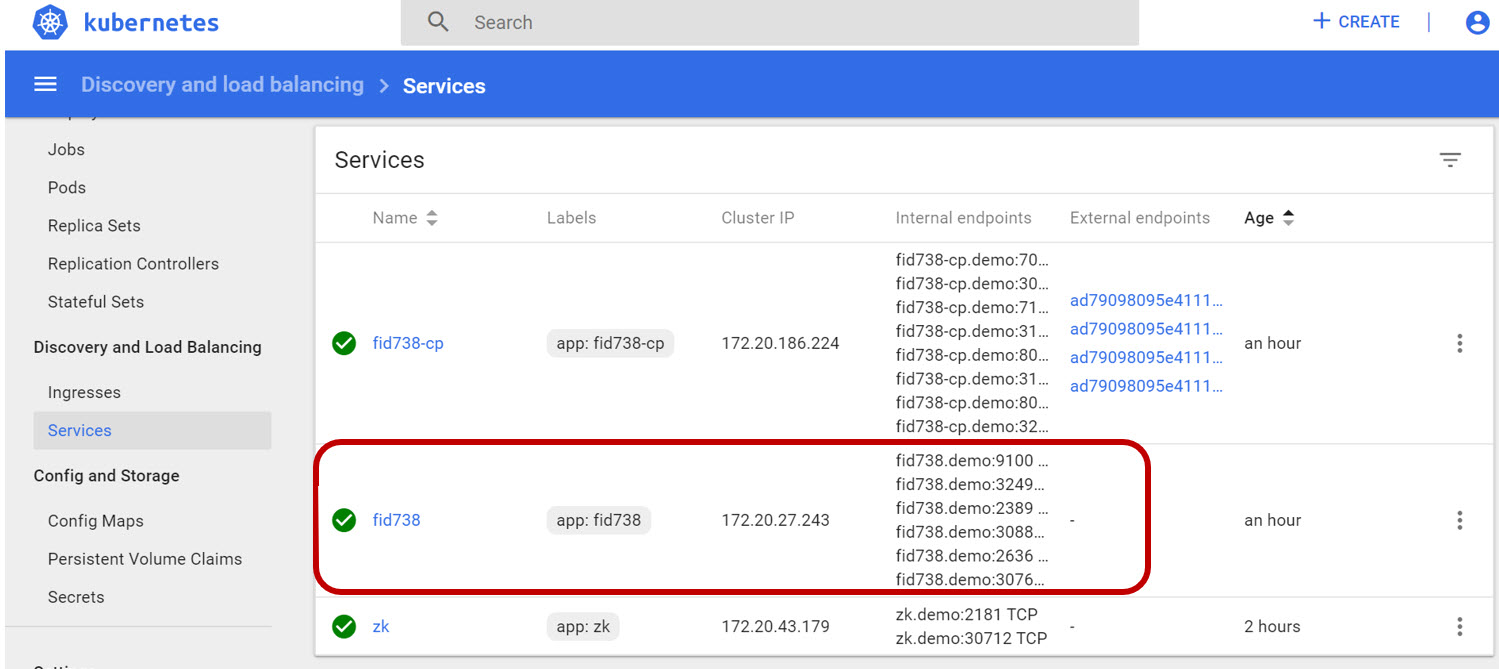 kubernetes
Search
+ CREATE
Discovery and load balancing > Services
Jobs
Pods
Replica Sets
Replication Controllers
Stateful Sets
Discovery and Load Balancing
Ingresses
Services
Config and Storage
Config Maps
Persistent Volume Claims
Secrets
Services
Name Labels Cluster IP Internal endpoints External endpoints Age
fid738-cp app: fid738-cp 172.20.186.224
fid738-cp.demo:70...
fid738-cp.demo:30...
fid738-cp.demo:71...
fid738-cp.demo:31...
fid738-cp.demo:80...
fid738-cp.demo:31...
fid738-cp.demo:80...
fid738-cp.demo:32...
ad79098095e4111...
ad79098095e4111...
ad79098095e4111...
ad79098095e4111...
an hour
fid738 app: fid738 172.20.27.243
fid738.demo:9100 ...
fid738.demo:3249...
fid738.demo:2389 ...
fid738.demo:3088...
fid738.demo:2636 ...
fid738.demo:3076...
-
an hour
zk app: zk 172.20.43.179
zk.demo:2181 TCP
zk.demo:30712 TCP
-
2 hours